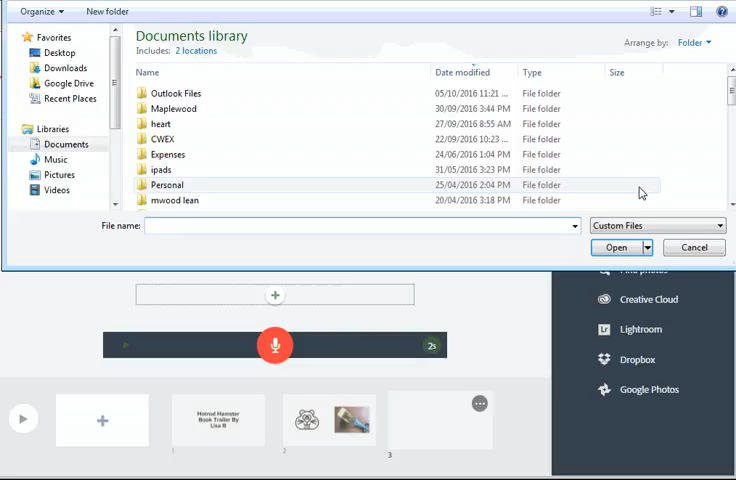 Organize
New folder
Favorites
Desktop
Downloads
Google Drive
Recent Places
Libraries
Documents
Music
Pictures
Videos
Documents library
Includes: 2 locations
Arrange by: Folder
Name Date modified Type Size
Outlook Files 05/10/2016 11:21 ... File folder
Maplewood 30/09/2016 3:44 PM File folder
heart 27/09/2016 8:55 AM File folder
CWEX 22/09/2016 10:23 ... File folder
Expenses 24/06/2016 1:04 PM File folder
ipads 31/05/2016 3:23 PM File folder
Personal 25/04/2016 2:04 PM File folder
mwood lean 20/04/2016 3:18 PM File folder
File name:
Custom Files
Open
Cancel
Find photos
Creative Cloud
Lr Lightroom
Dropbox
Google Photos
2s
Hotrod Hamster
Book Trailer By
Lisa B
1
2
3